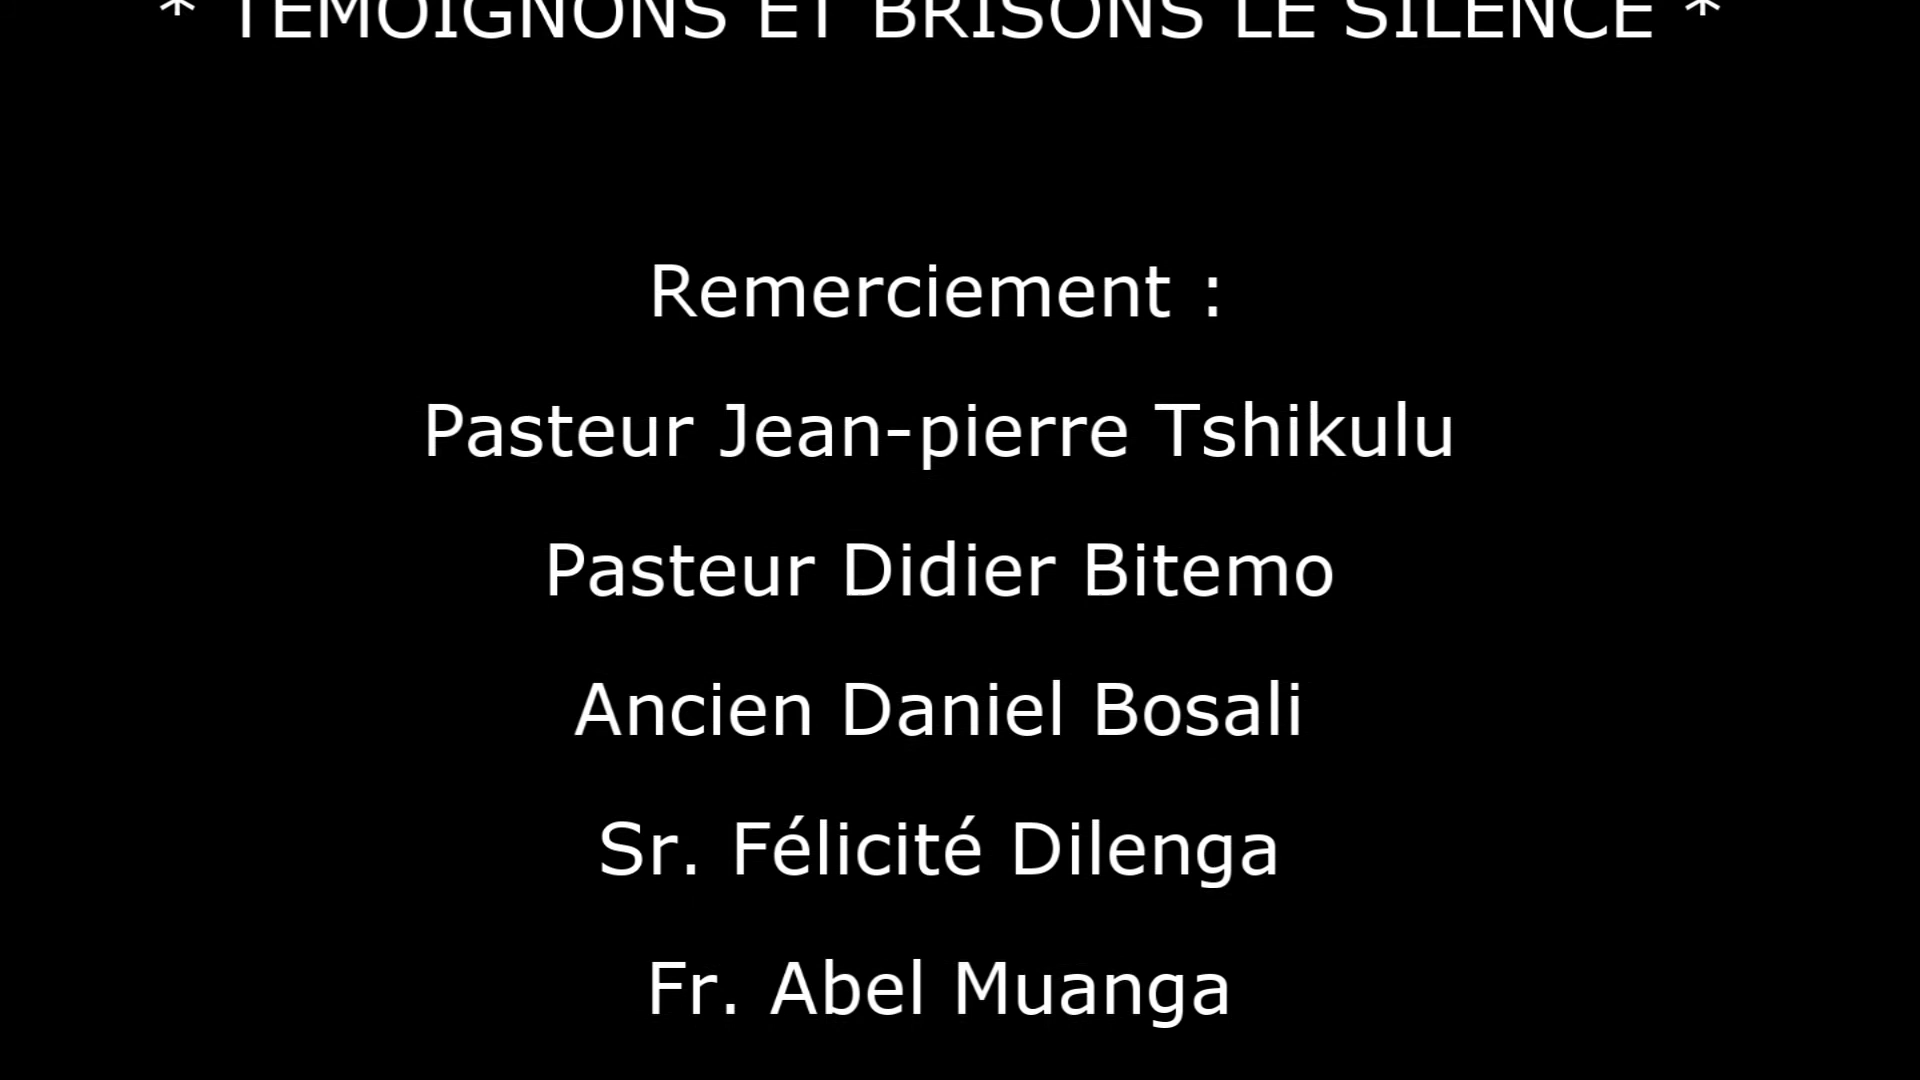 * TEMOIGNONS ET BRISONS LE SILENCE *
Remerciement :
Pasteur Jean-pierre Tshikulu
Pasteur Didier Bitemo
Ancien Daniel Bosali
Sr. Félicité Dilenga
Fr. Abel Muanga